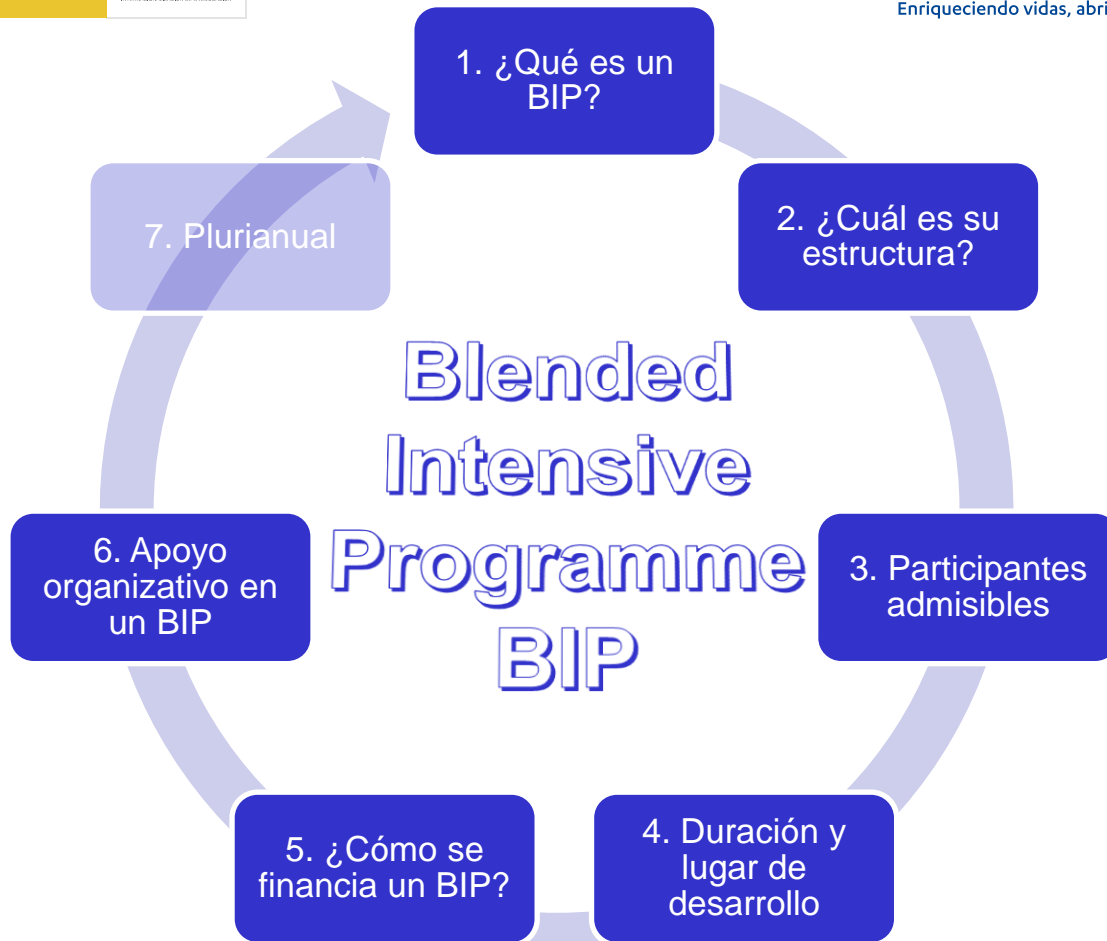 Enriqueciendo vidas, abri
1. ¿Qué es un
BIP?
2. ¿Cuál es su
estructura?
3. Participantes
admisibles
4. Duración y
lugar de
desarrollo
5. ¿Cómo se
financia un BIP?
6. Apoyo
organizativo en
un BIP
7. Plurianual
Blended
Intensive
Programme
BIP